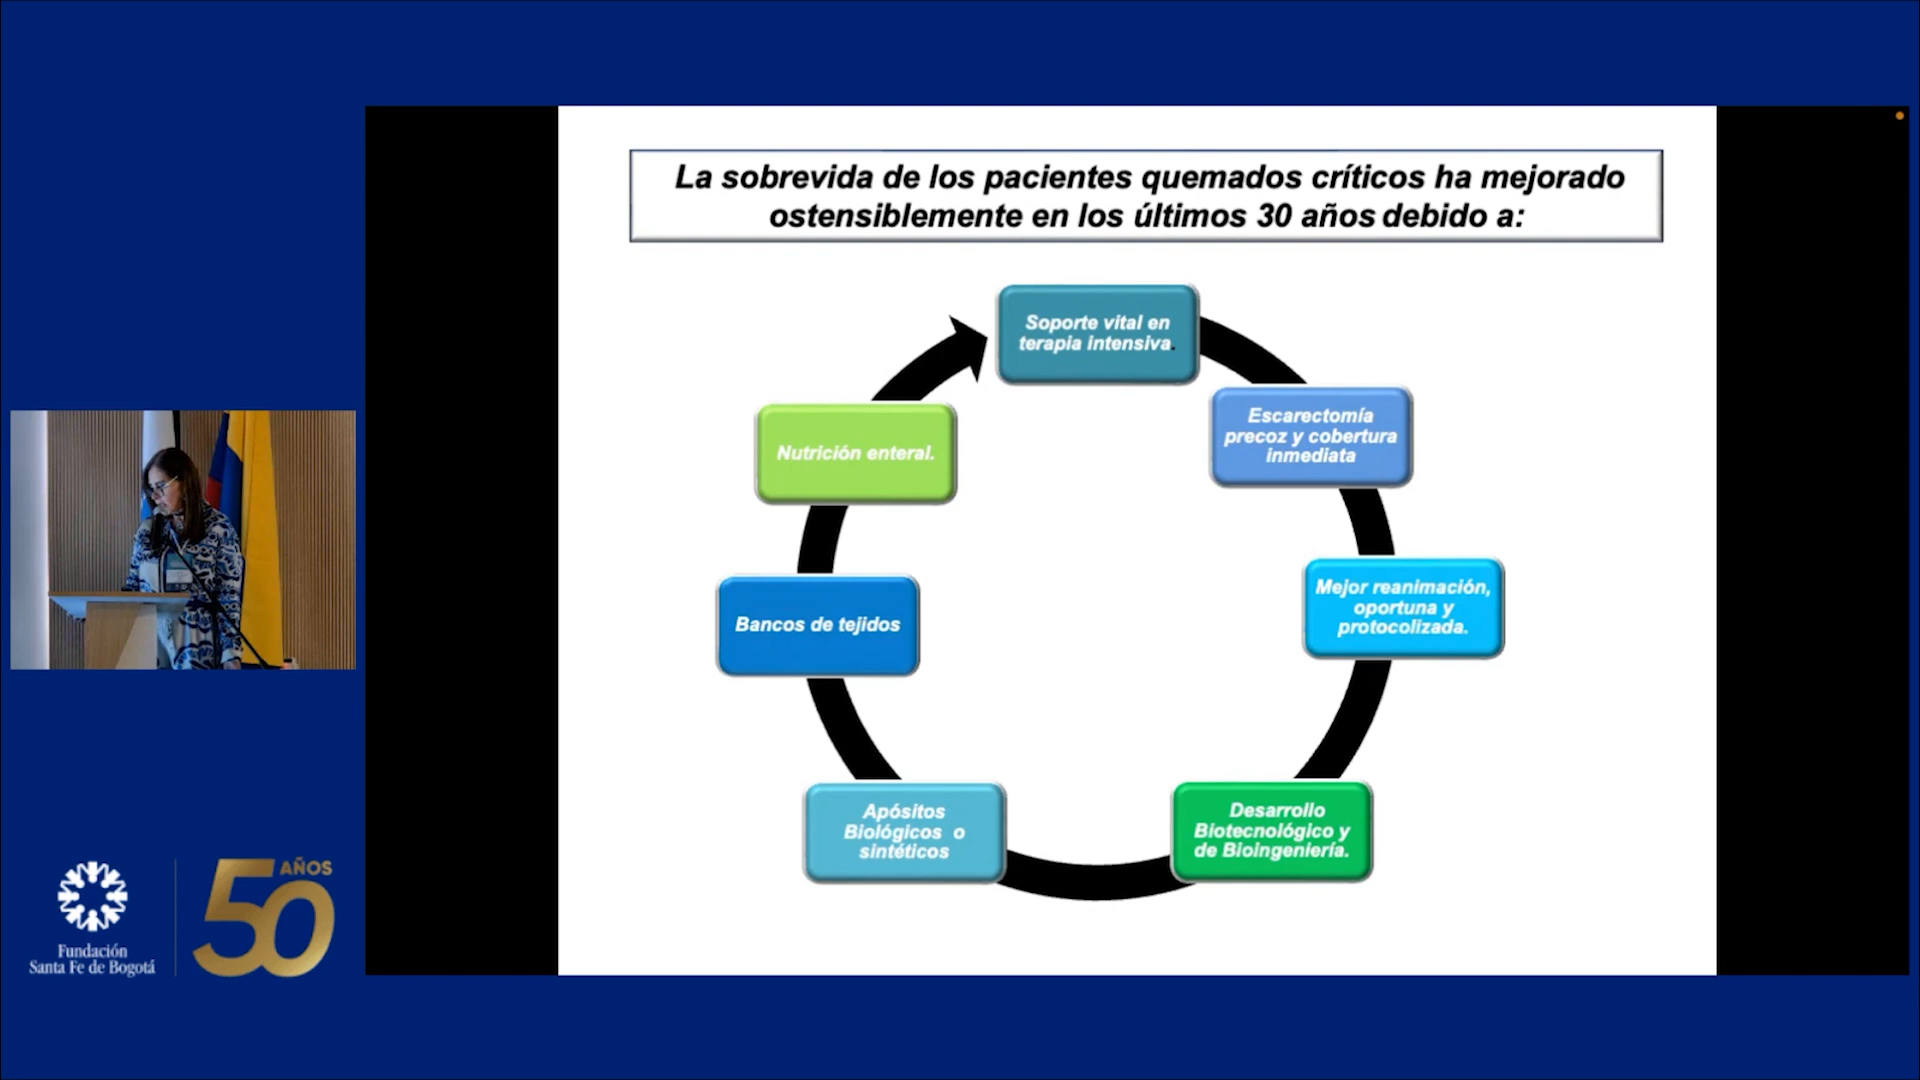 La sobrevida de los pacientes quemados críticos ha mejorado
ostensiblemente en los últimos 30 años debido a:
Soporte vital en
terapia intensiva.
Escarectomía
precoz y cobertura
inmediata
Mejor reanimación,
oportuna y
protocolizada.
Desarrollo
Biotecnológico y
de Bioingeniería.
Apósitos
Biológicos o
sintéticos
Bancos de tejidos
Nutrición enteral.
Fundación
Santa Fe de Bogotá
50 AÑOS